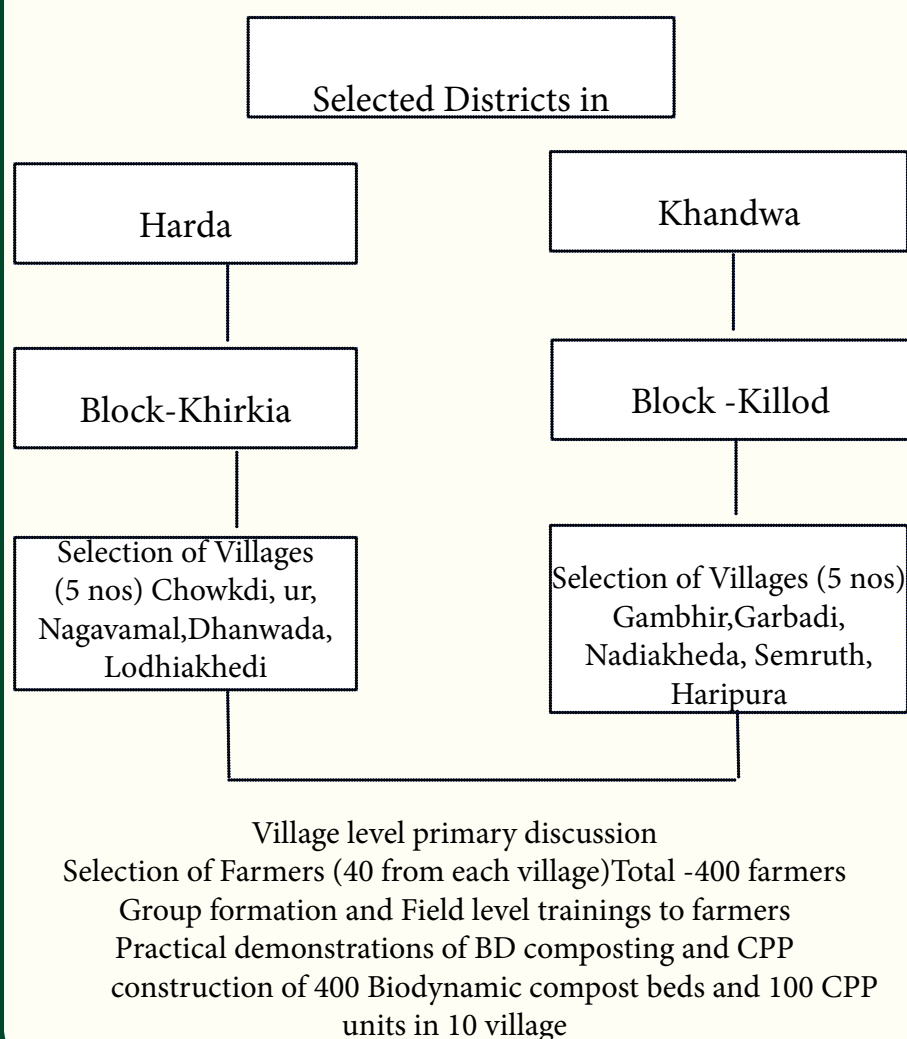 Selected Districts in
Harda
Khandwa
Block-Khirkia
Block -Killod
Selection of Villages
(5 nos) Chowkdi, ur,
Nagavamal,Dhanwada,
Lodhiakhedi
Selection of Villages (5 nos)
Gambhir,Garbadi,
Nadiakheda, Semruth,
Haripura
Village level primary discussion
Selection of Farmers (40 from each village)Total -400 farmers
Group formation and Field level trainings to farmers
Practical demonstrations of BD composting and CPP
construction of 400 Biodynamic compost beds and 100 CPP
units in 10 village